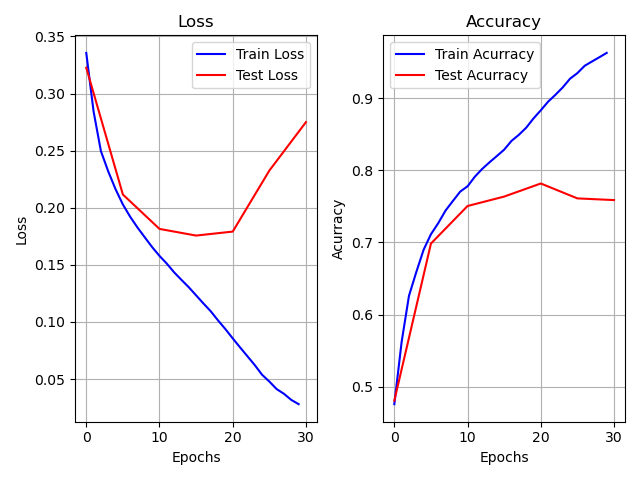 Loss
0.35
0.30
0.25
0.20
0.15
0.10
0.05
Loss
Train Loss
Test Loss
0 10 20 30
Epochs
Accuracy
0.9
0.8
0.7
0.6
0.5
Acurracy
Train Acurracy
Test Acurracy
0 10 20 30
Epochs